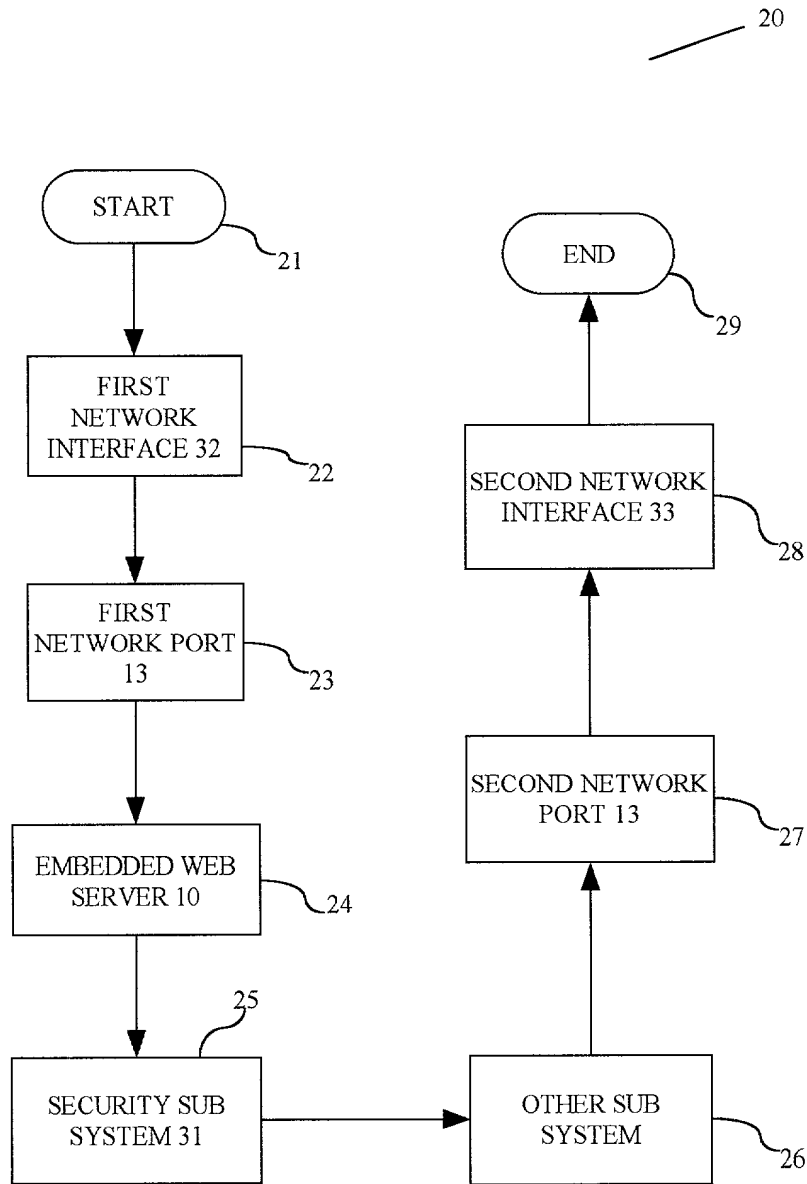 20
START
21
FIRST
NETWORK
INTERFACE 32
22
FIRST
NETWORK PORT
13
23
EMBEDDED WEB
SERVER 10
24
25
SECURITY SUB
SYSTEM 31
OTHER SUB
SYSTEM
26
SECOND NETWORK
PORT 13
27
SECOND NETWORK
INTERFACE 33
28
END
29